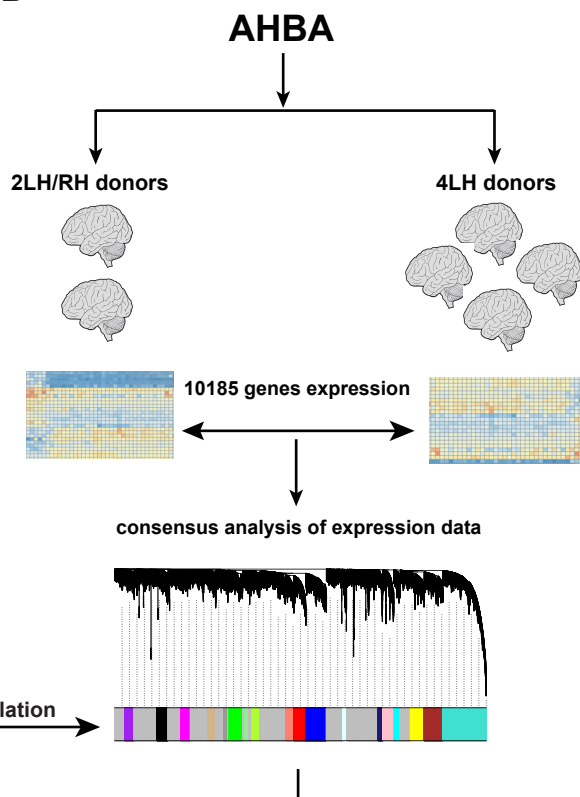 AHBA
2LH/RH donors
4LH donors
10185 genes expression
consensus analysis of expression data
lation